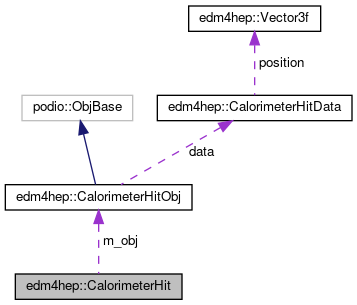 edm4hep::Vector3f
position
podio::ObjBase
edm4hep::CalorimeterHitData
data
edm4hep::CalorimeterHitObj
m_obj
edm4hep::CalorimeterHit